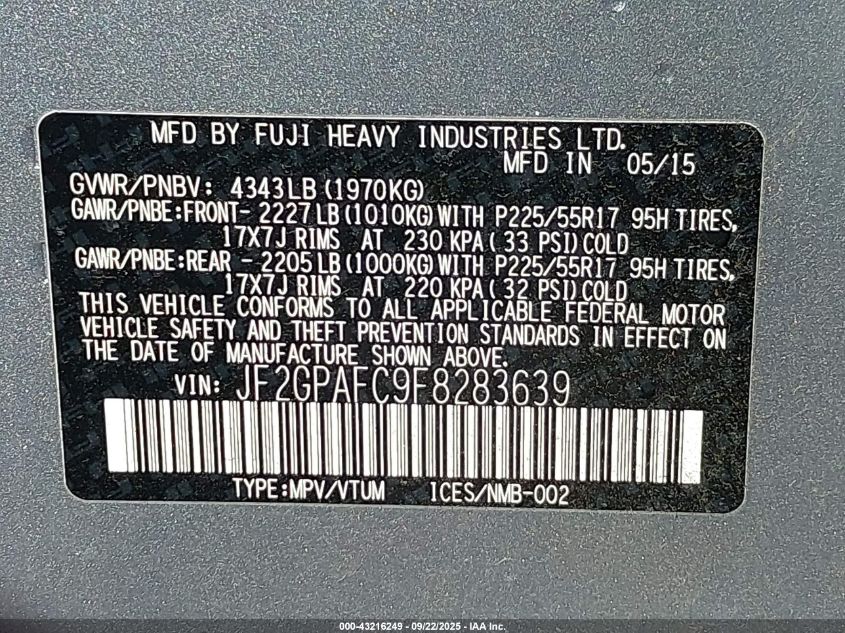 MFD BY FUJI HEAVY INDUSTRIES LTD.
MFD IN 05/15
GVWR/PNBV: 4343LB (1970KG)
GAWR/PNBE:FRONT- 2227LB (1010KG) WITH P225/55R17 95H TIRES,
17X7J RIMS AT 230 KPA ( 33 PSI) COLD
GAWR/PNBE:REAR - 2205LB (1000KG) WITH P225/55R17 95H TIRES,
17X7J RIMS AT 220 KPA ( 32 PSI) COLD
THIS VEHICLE CONFORMS TO ALL APPLICABLE FEDERAL MOTOR
VEHICLE SAFETY AND THEFT PREVENTION STANDARDS IN EFFECT ON
THE DATE OF MANUFACTURE SHOWN ABOVE.
VIN: JF2GPAFC9F8283639
TYPE:MPV/VTUM ICES/NMB-002
000-43216249 - 09/22/2025 - IAA Inc.